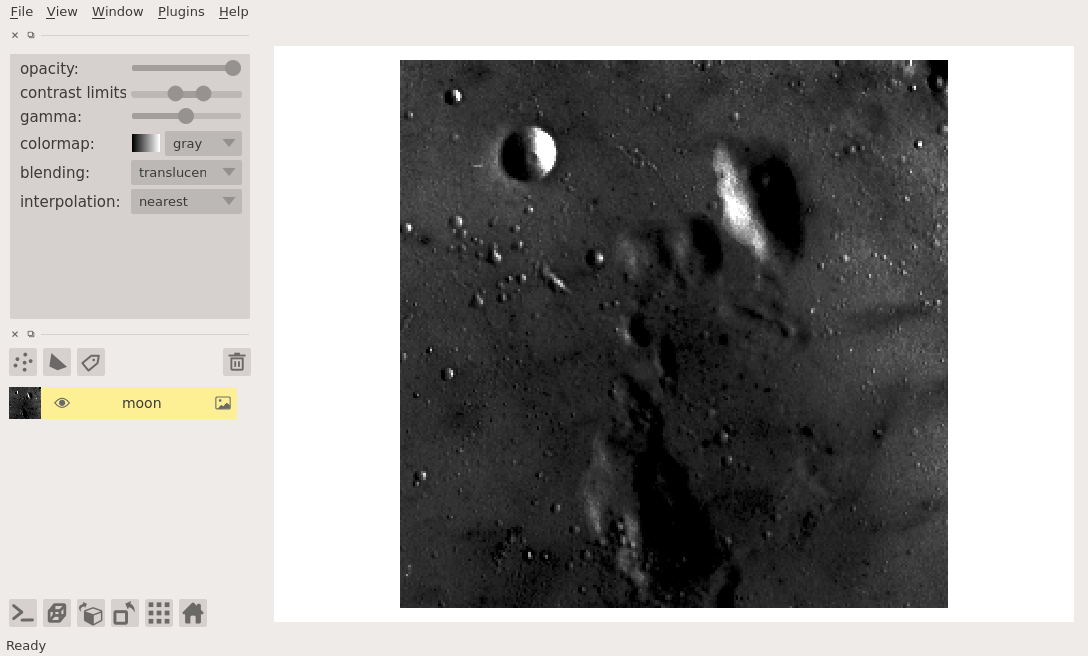 File View Window Plugins Help
opacity:
contrast limits
gamma:
colormap: gray
blending: translucen
interpolation: nearest
moon
Ready